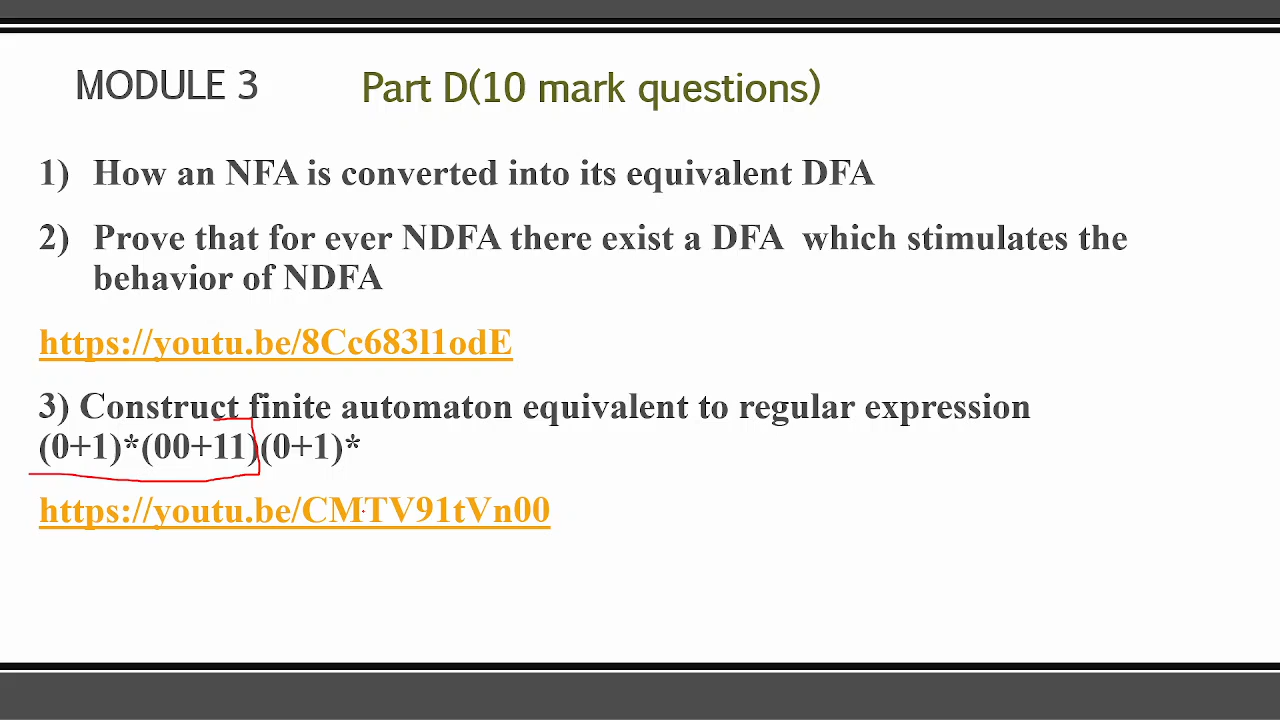 MODULE 3
Part D(10 mark questions)
1) How an NFA is converted into its equivalent DFA
2) Prove that for ever NDFA there exist a DFA which stimulates the
behavior of NDFA
https://youtu.be/8Cc683l1odE
3) Construct finite automaton equivalent to regular expression
(0+1)*(00+11)(0+1)*
https://youtu.be/CMTV91tVn00